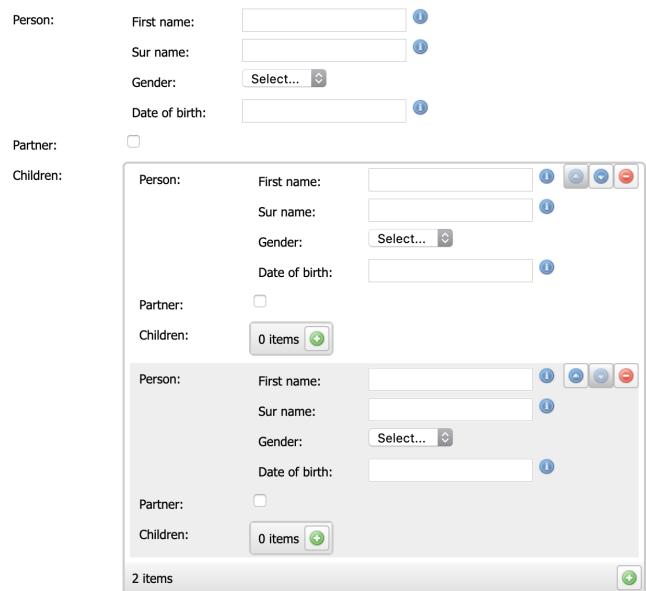 Person: First name:
Sur name:
Gender: Select...
Date of birth:
Partner:
Children:
Person: First name:
Sur name:
Gender: Select...
Date of birth:
Partner:
Children: 0 items
Person: First name:
Sur name:
Gender: Select...
Date of birth:
Partner:
Children: 0 items
2 items